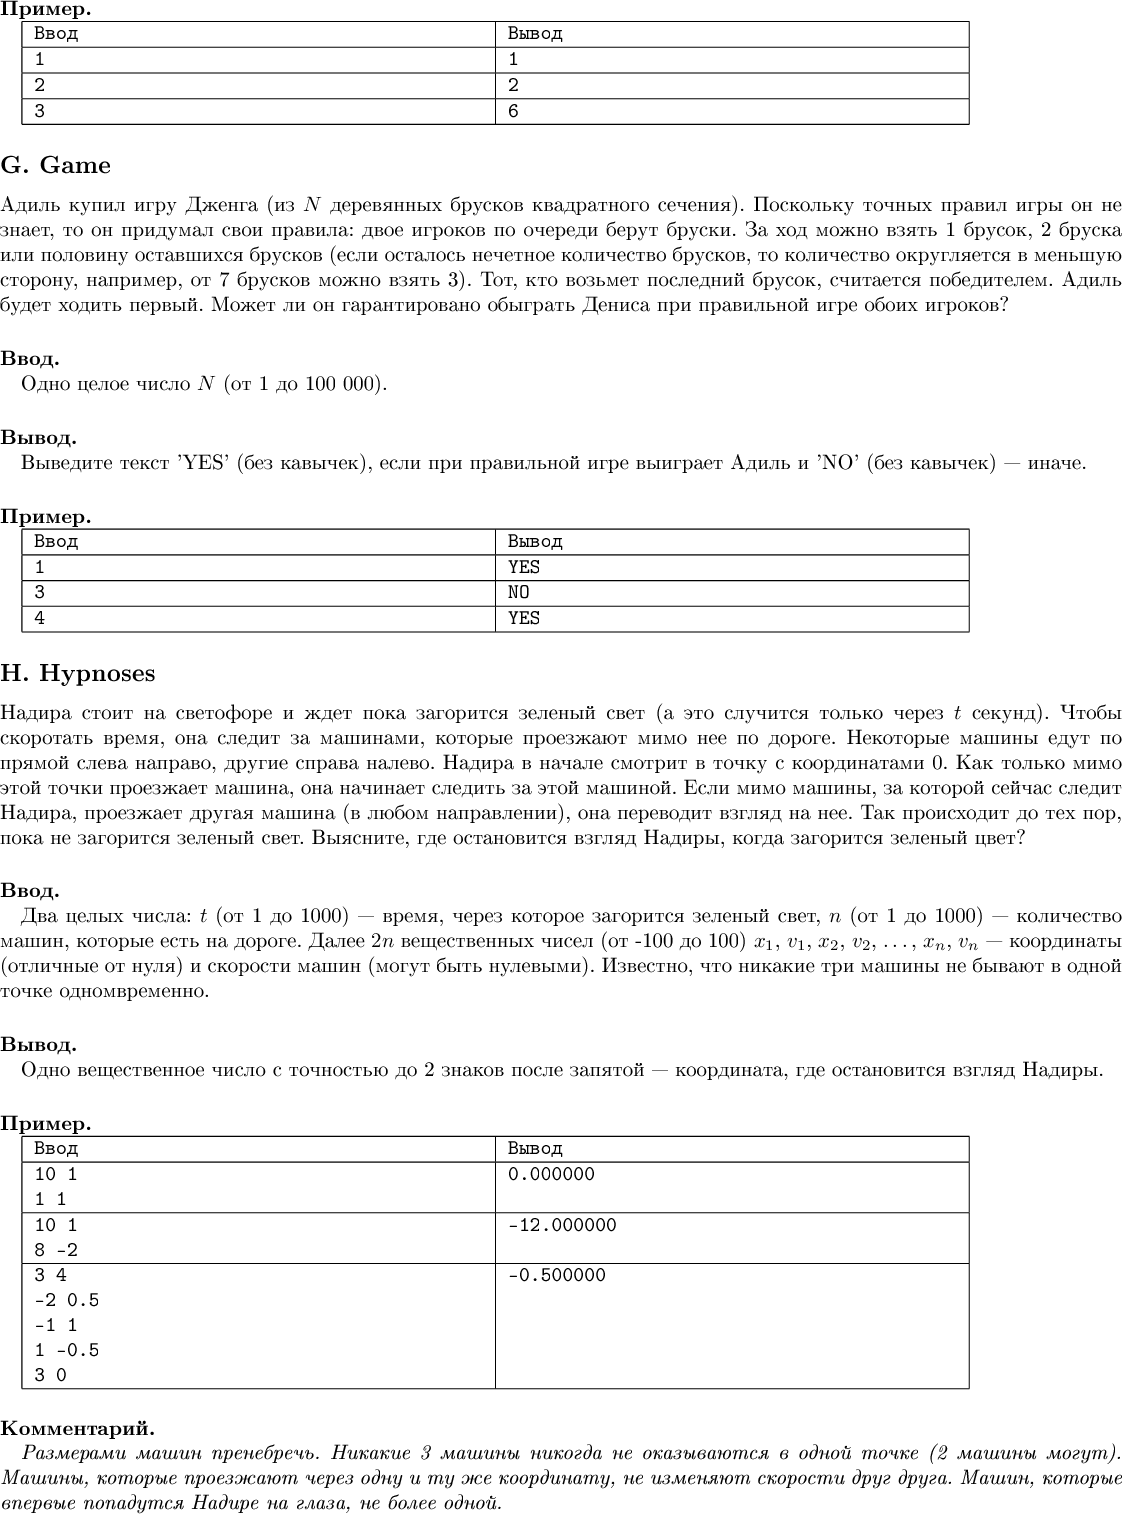 Пример.
Ввод Вывод
1 1
2 2
3 6
G. Game
Адиль купил игру Дженга (из N деревянных брусков квадратного сечения). Поскольку точных правил игры он не
знает, то он придумал свои правила: двое игроков по очереди берут бруски. За ход можно взять 1 брусок, 2 бруска
или половину оставшихся брусков (если осталось нечетное количество брусков, то количество округляется в меньшую
сторону, например, от 7 брусков можно взять 3). Тот, кто возьмет последний брусок, считается победителем. Адиль
будет ходить первый. Может ли он гарантировано обыграть Дениса при правильной игре обоих игроков?
Ввод.
Одно целое число N (от 1 до 100 000).
Вывод.
Выведите текст 'YES' (без кавычек), если при правильной игре выиграет Адиль и 'NO' (без кавычек) — иначе.
Пример.
Ввод Вывод
1 YES
3 NO
4 YES
H. Hypnoses
Надира стоит на светофоре и ждет пока загорится зеленый свет (а это случится только через t секунд). Чтобы
скоротать время, она следит за машинами, которые проезжают мимо нее по дороге. Некоторые машины едут по
прямой слева направо, другие справа налево. Надира в начале смотрит в точку с координатами 0. Как только мимо
этой точки проезжает машина, она начинает следить за этой машиной. Если мимо машины, за которой сейчас следит
Надира, проезжает другая машина (в любом направлении), она переводит взгляд на нее. Так происходит до тех пор,
пока не загорится зеленый свет. Выясните, где остановится взгляд Надиры, когда загорится зеленый цвет?
Ввод.
Два целых числа: t (от 1 до 1000) — время, через которое загорится зеленый свет, n (от 1 до 1000) — количество
машин, которые есть на дороге. Далее 2n вещественных чисел (от -100 до 100) x₁, v₁, x₂, v₂, ..., xₙ, vₙ — координаты
(отличные от нуля) и скорости машин (могут быть нулевыми). Известно, что никакие три машины не бывают в одной
точке одномвременно.
Вывод.
Одно вещественное число с точностью до 2 знаков после запятой — координата, где остановится взгляд Надиры.
Пример.
Ввод Вывод
10 1 0.000000
1 1
10 1 -12.000000
8 -2
3 4 -0.500000
-2 0.5
-1 1
1 -0.5
3 0
Комментарий.
Размерами машин пренебречь. Никакие 3 машины никогда не оказываются в одной точке (2 машины могут).
Машины, которые проезжают через одну и ту же координату, не изменяют скорости друг друга. Машин, которые
впервые попадутся Надире на глаза, не более одной.